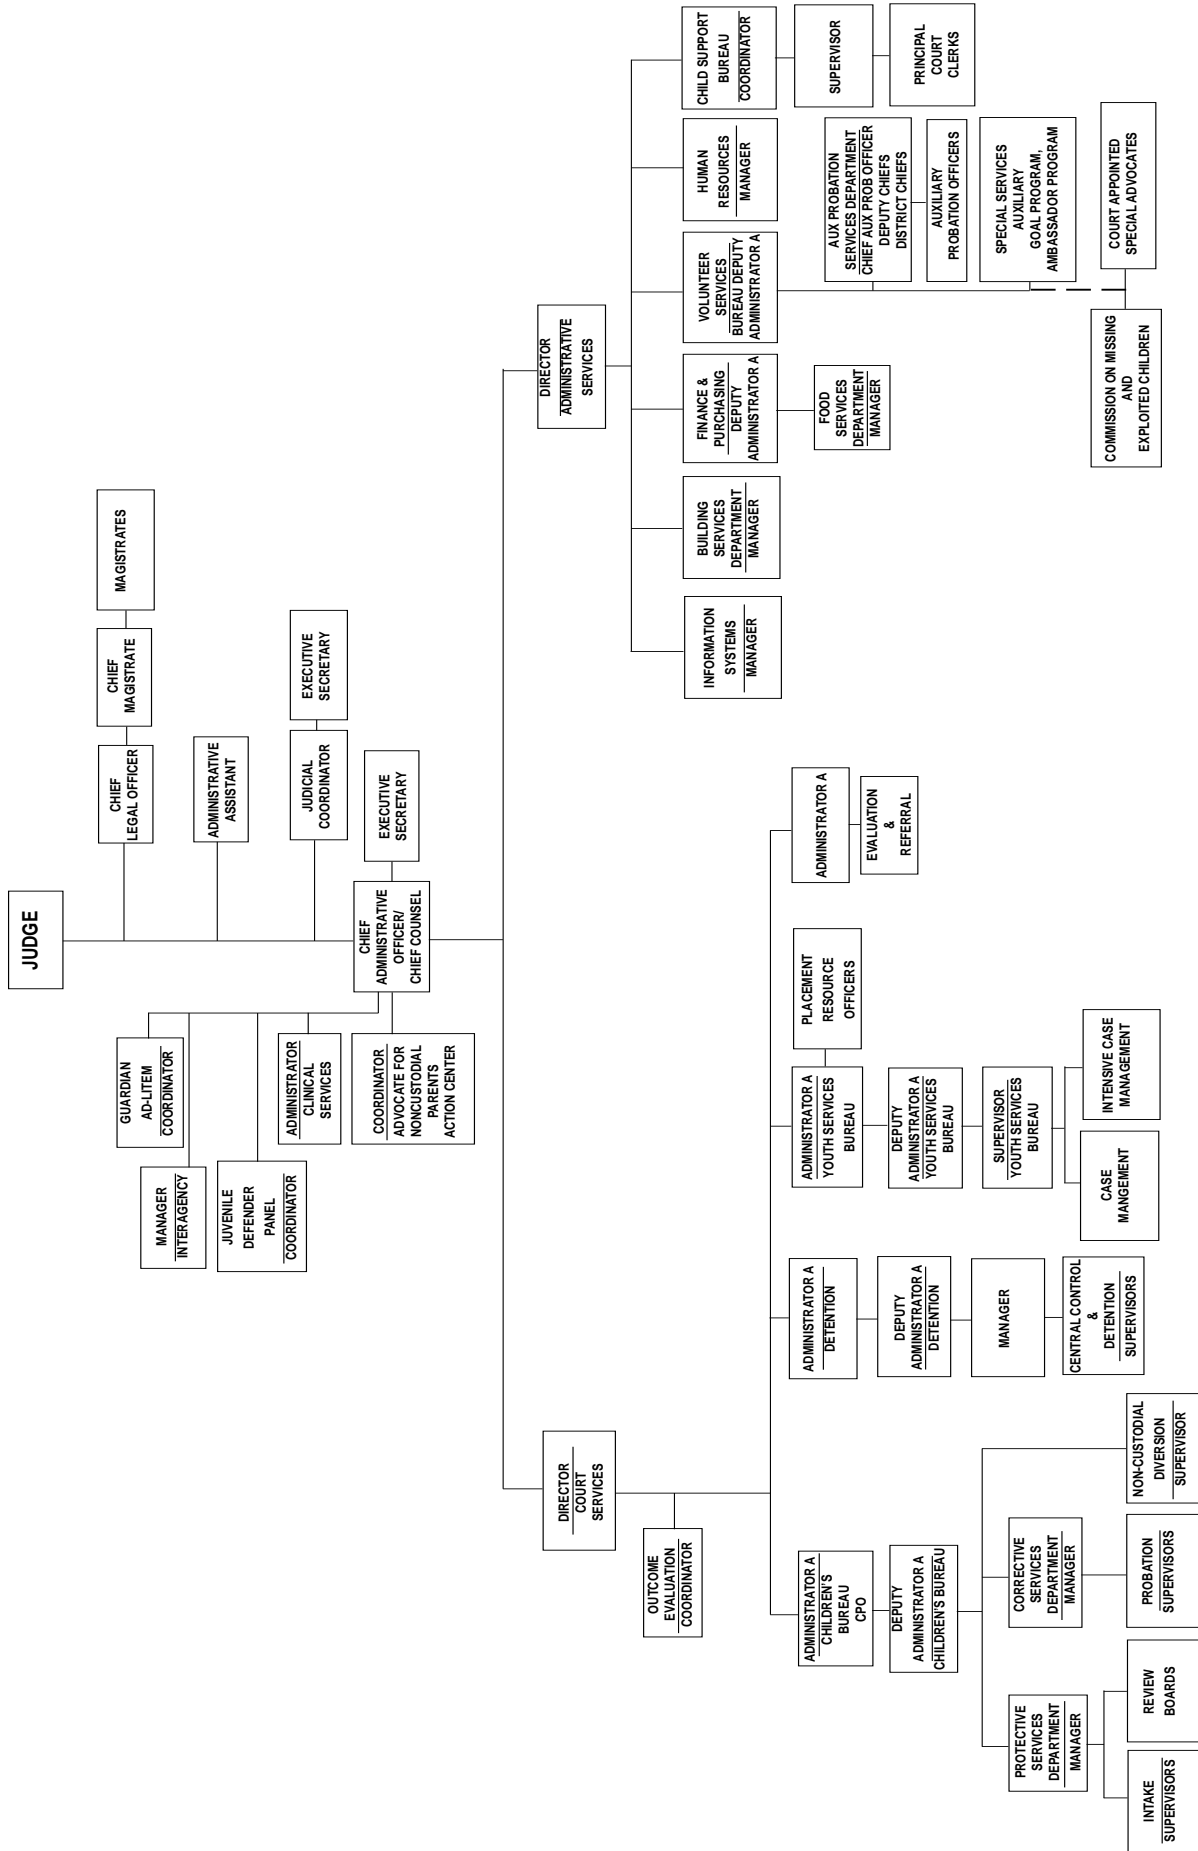 JUDGE
CHIEF
LEGAL OFFICER
CHIEF
MAGISTRATE
MAGISTRATES
ADMINISTRATIVE
ASSISTANT
JUDICIAL
COORDINATOR
EXECUTIVE
SECRETARY
GUARDIAN
AD-LITEM
COORDINATOR
MANAGER
INTERAGENCY
JUVENILE
DEFENDER
PANEL
COORDINATOR
ADMINISTRATOR
CLINICAL
SERVICES
COORDINATOR
ADVOCATE FOR
NONCUSTODIAL
PARENTS
ACTION CENTER
CHIEF
ADMINISTRATIVE
OFFICER/
CHIEF COUNSEL
EXECUTIVE
SECRETARY
DIRECTOR
COURT
SERVICES
OUTCOME
EVALUATION
COORDINATOR
ADMINISTRATOR A
CHILDREN'S
BUREAU
CPO
DEPUTY
ADMINISTRATOR A
CHILDREN'S BUREAU
PROTECTIVE
SERVICES
DEPARTMENT
MANAGER
INTAKE
SUPERVISORS
REVIEW
BOARDS
CORRECTIVE
SERVICES
DEPARTMENT
MANAGER
PROBATION
SUPERVISORS
NON-CUSTODIAL
DIVERSION
SUPERVISOR
ADMINISTRATOR A
DETENTION
DEPUTY
ADMINISTRATOR A
DETENTION
MANAGER
CENTRAL CONTROL
&
DETENTION
SUPERVISORS
ADMINISTRATOR A
YOUTH SERVICES
BUREAU
PLACEMENT
RESOURCE
OFFICERS
DEPUTY
ADMINISTRATOR A
YOUTH SERVICES
BUREAU
SUPERVISOR
YOUTH SERVICES
BUREAU
CASE
MANGEMENT
INTENSIVE CASE
MANAGEMENT
ADMINISTRATOR A
EVALUATION
&
REFERRAL
DIRECTOR
ADMINISTRATIVE
SERVICES
INFORMATION
SYSTEMS
MANAGER
BUILDING
SERVICES
DEPARTMENT
MANAGER
FINANCE &
PURCHASING
DEPUTY
ADMINISTRATOR A
FOOD
SERVICES
DEPARTMENT
MANAGER
VOLUNTEER
SERVICES
BUREAU DEPUTY
ADMINISTRATOR A
AUX PROBATION
SERVICES DEPARTMENT
CHIEF AUX PROB OFFICER
DEPUTY CHIEFS
DISTRICT CHIEFS
AUXILIARY
PROBATION OFFICERS
SPECIAL SERVICES
AUXILIARY
GOAL PROGRAM,
AMBASSADOR PROGRAM
COMMISSION ON MISSING
AND
EXPLOITED CHILDREN
COURT APPOINTED
SPECIAL ADVOCATES
HUMAN
RESOURCES
MANAGER
CHILD SUPPORT
BUREAU
COORDINATOR
SUPERVISOR
PRINCIPAL
COURT
CLERKS